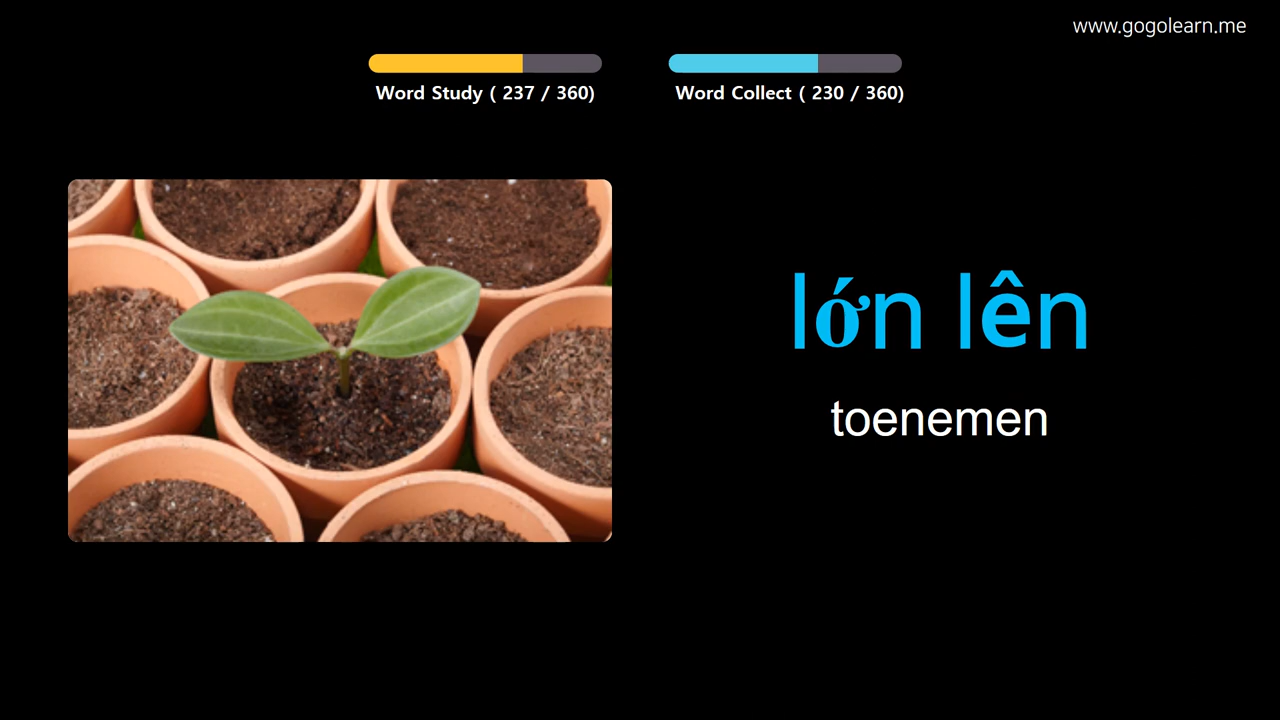 www.gogolearn.me
Word Study ( 237 / 360)
Word Collect ( 230 / 360)
lớn lên
toenemen